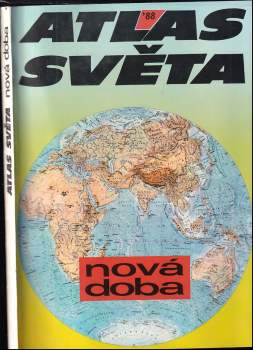 ATLAS
'88
SVĚTA
nová
doba
ATLAS SVĚTA nová doba